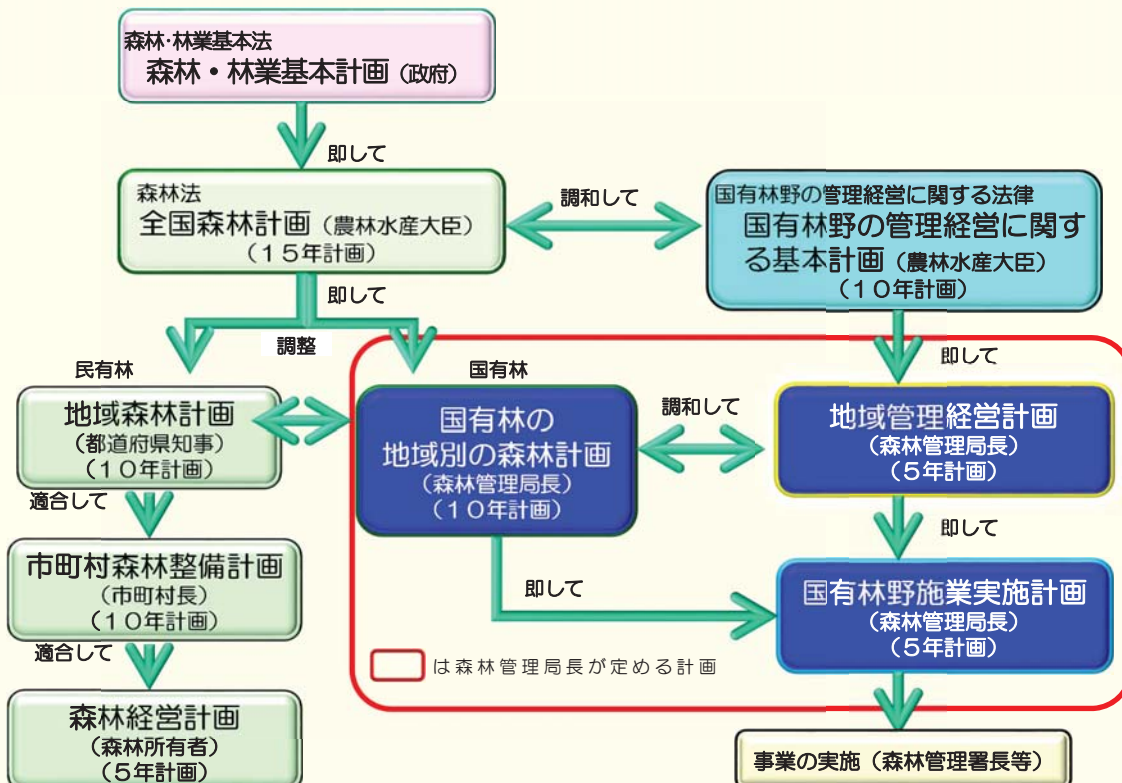 森林・林業基本法
森林・林業基本計画（政府）
即して
森林法
全国森林計画（農林水産大臣）
（１５年計画）
調和して
国有林野の管理経営に関する法律
国有林野の管理経営に関す
る基本計画（農林水産大臣）
（１０年計画）
即して
調整
即して
民有林
国有林
地域森林計画
（都道府県知事）
（１０年計画）
国有林の
地域別の森林計画
（森林管理局長）
（１０年計画）
調和して
地域管理経営計画
（森林管理局長）
（５年計画）
適合して
即して
市町村森林整備計画
（市町村長）
（１０年計画）
即して
国有林野施業実施計画
（森林管理局長）
（５年計画）
適合して
は森林管理局長が定める計画
森林経営計画
（森林所有者）
（５年計画）
事業の実施（森林管理署長等）